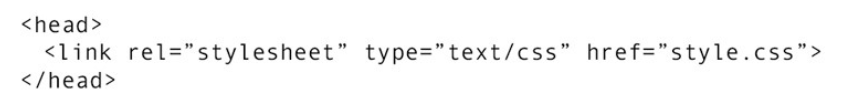 <head>
  <link rel=”stylesheet” type=”text/css” href=”style.css”>
</head>